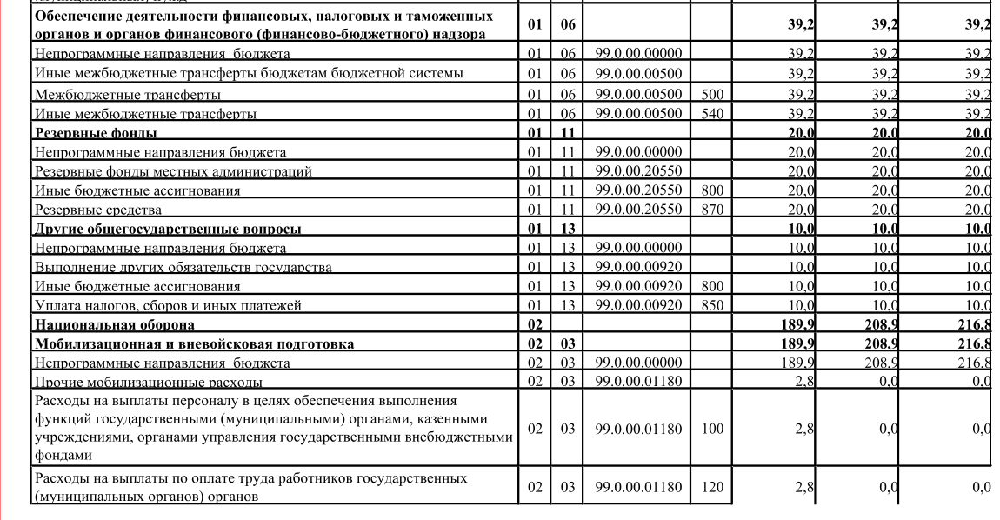 Обеспечение деятельности финансовых, налоговых и таможенных
органов и органов финансового (финансово-бюджетного) надзора 01 06 39,2 39,2 39,2
Непрограммные направления бюджета 01 06 99.0.00.00000 39,2 39,2 39,2
Иные межбюджетные трансферты бюджетам бюджетной системы 01 06 99.0.00.00500 39,2 39,2 39,2
Межбюджетные трансферты 01 06 99.0.00.00500 500 39,2 39,2 39,2
Иные межбюджетные трансферты 01 06 99.0.00.00500 540 39,2 39,2 39,2
Резервные фонды 01 11 20,0 20,0 20,0
Непрограммные направления бюджета 01 11 99.0.00.00000 20,0 20,0 20,0
Резервные фонды местных администраций 01 11 99.0.00.20550 20,0 20,0 20,0
Иные бюджетные ассигнования 01 11 99.0.00.20550 800 20,0 20,0 20,0
Резервные средства 01 11 99.0.00.20550 870 20,0 20,0 20,0
Другие общегосударственные вопросы 01 13 10,0 10,0 10,0
Непрограммные направления бюджета 01 13 99.0.00.00000 10,0 10,0 10,0
Выполнение других обязательств государства 01 13 99.0.00.00920 10,0 10,0 10,0
Иные бюджетные ассигнования 01 13 99.0.00.00920 800 10,0 10,0 10,0
Уплата налогов, сборов и иных платежей 01 13 99.0.00.00920 850 10,0 10,0 10,0
Национальная оборона 02 189,9 208,9 216,8
Мобилизационная и вневойсковая подготовка 02 03 189,9 208,9 216,8
Непрограммные направления бюджета 02 03 99.0.00.00000 189,9 208,9 216,8
Прочие мобилизационные расходы 02 03 99.0.00.01180 2,8 0,0 0,0
Расходы на выплаты персоналу в целях обеспечения выполнения
функций государственными (муниципальными) органами, казенными
учреждениями, органами управления государственными внебюджетными
фондами 02 03 99.0.00.01180 100 2,8 0,0 0,0
Расходы на выплаты по оплате труда работников государственных
(муниципальных органов) органов 02 03 99.0.00.01180 120 2,8 0,0 0,0